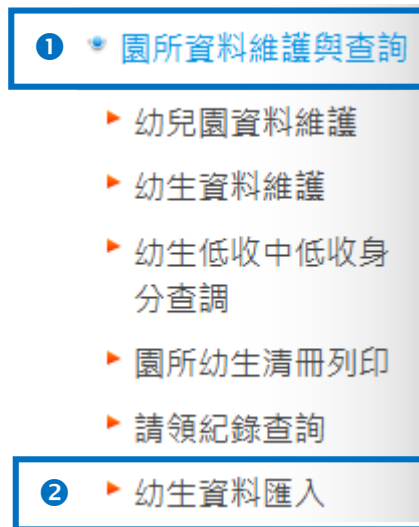 ❶ 園所資料維護與查詢
幼兒園資料維護
幼生資料維護
幼生低收中低收身
分查調
園所幼生清冊列印
請領紀錄查詢
❷ 幼生資料匯入